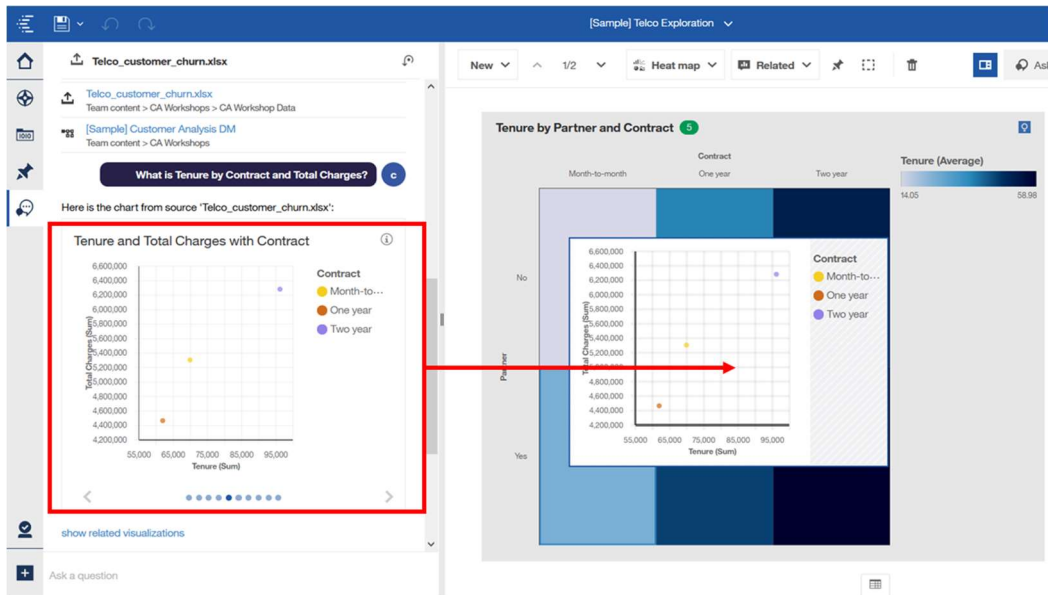 [Sample] Telco Exploration
Telco_customer_churn.xlsx
Telco_customer_churn.xlsx
Team content > CA Workshops > CA Workshop Data
[Sample] Customer Analysis DM
Team content > CA Workshops
What is Tenure by Contract and Total Charges?
c
Here is the chart from source 'Telco_customer_churn.xlsx':
Tenure and Total Charges with Contract
6,600,000
6,400,000
6,200,000
6,000,000
5,800,000
5,600,000
5,400,000
5,200,000
5,000,000
4,800,000
4,600,000
4,400,000
4,200,000
Total Charges (Sum)
55,000 65,000 75,000 85,000 95,000
Tenure (Sum)
Contract
Month-to...
One year
Two year
show related visualizations
Ask a question
New
1/2
Heat map
Related
As
Tenure by Partner and Contract 5
Contract
Month-to-month One year Two year
Tenure (Average)
14.05 58.98
Partner
No
Yes
6,600,000
6,400,000
6,200,000
6,000,000
5,800,000
5,600,000
5,400,000
5,200,000
5,000,000
4,800,000
4,600,000
4,400,000
4,200,000
Total Charges (Sum)
55,000 65,000 75,000 85,000 95,000
Tenure (Sum)
Contract
Month-to...
One year
Two year